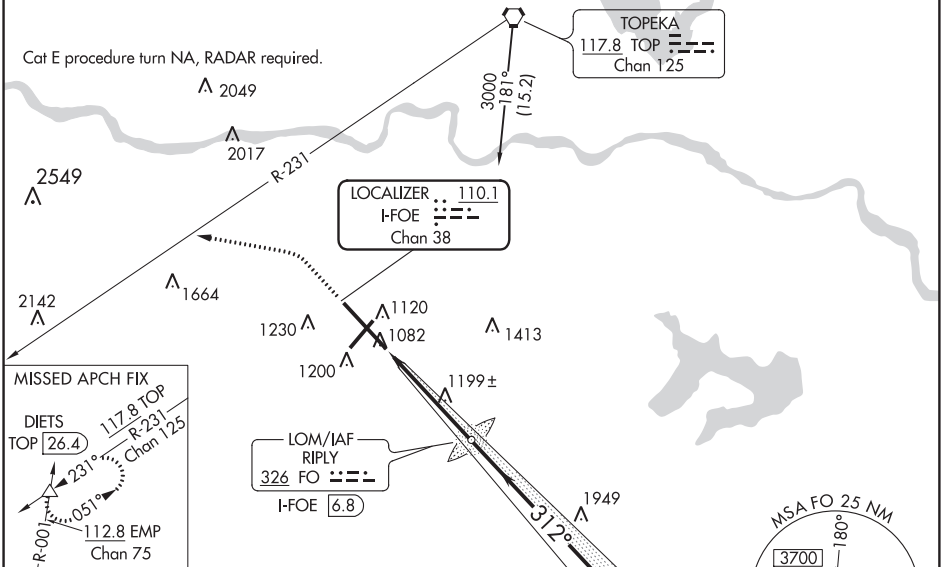 TOPEKA
117.8 TOP
Chan 125
Cat E procedure turn NA, RADAR required.
2049
3000
181°
(15.2)
2017
R-231
2549
LOCALIZER 110.1
I-FOE
Chan 38
1664
2142
1120
1230
1082
1413
1200
1199±
MISSED APCH FIX
DIETS
TOP 26.4
117.8 TOP
R-231
Chan 125
231°
051°
112.8 EMP
Chan 75
R-001
LOM/IAF
RIPLY
326 FO
I-FOE 6.8
312°
1949
MSA FO 25 NM
3700
180°